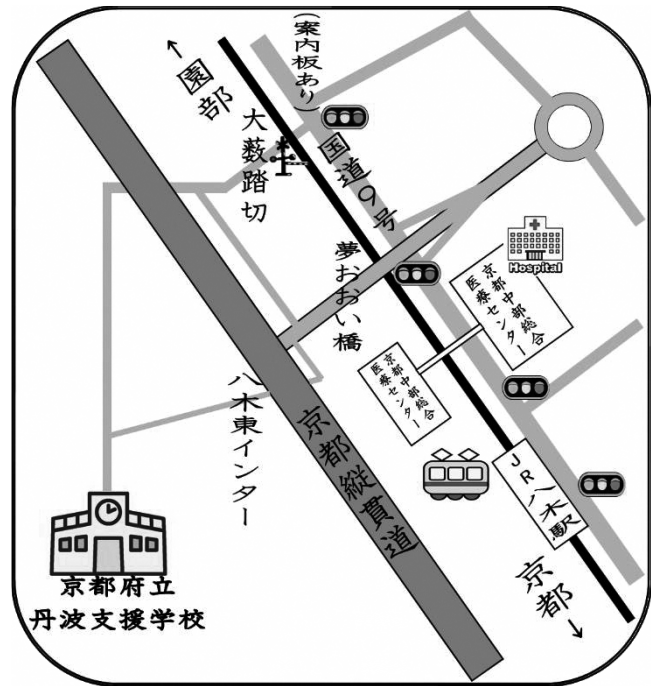 ↑園部
(案内板あり)
大薮踏切
国道9号
夢おおい橋
Hospital
京都中部総合
医療センター
京都中部総合
医療センター
八木東インター
京都縦貫道
JR八木駅
京都↓
京都府立
丹波支援学校